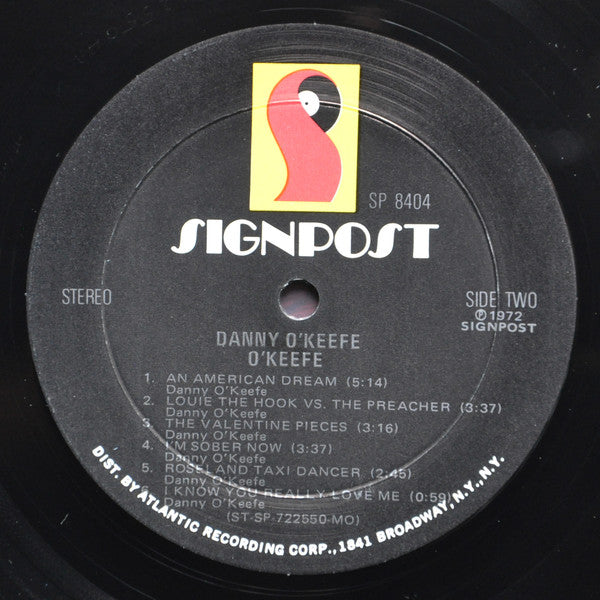 SP 8404
SIGNPOST
STEREO
SIDE TWO
Ⓟ1972
SIGNPOST
DANNY O'KEEFE
O'KEEFE
1. AN AMERICAN DREAM (5:14)
Danny O'Keefe
2. LOUIE THE HOOK VS. THE PREACHER (3:37)
Danny O'Keefe
3. THE VALENTINE PIECES (3:16)
Danny O'Keefe
4. I'M SOBER NOW (3:37)
Danny O'Keefe
5. ROSELAND TAXI DANCER (2:45)
Danny O'Keefe
6. I KNOW YOU REALLY LOVE ME (0:59)
Danny O'Keefe
(ST-SP-722550-MO)
DIST. BY ATLANTIC RECORDING CORP., 1841 BROADWAY, N.Y., N.Y.